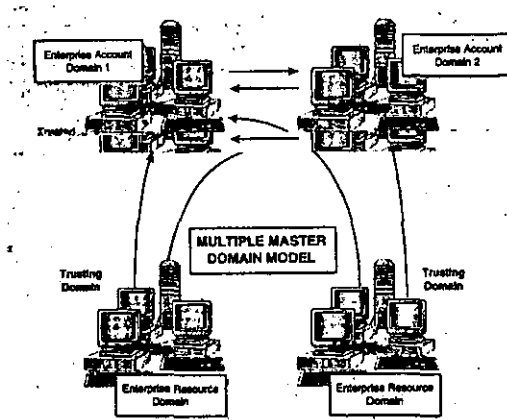 Enterprise Account
Domain 1
Enterprise Account
Domain 2
Trusted
MULTIPLE MASTER
DOMAIN MODEL
Trusting
Domain
Trusting
Domain
Enterprise Resource
Domain
Enterprise Resource
Domain